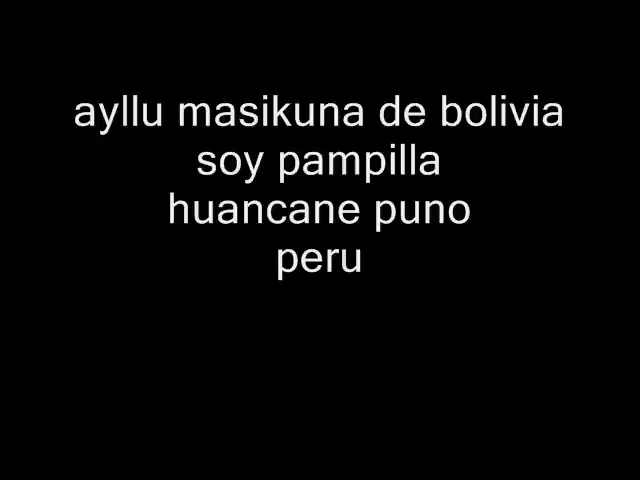 ayllu masikuna de bolivia
soy pampilla
huancane puno
peru